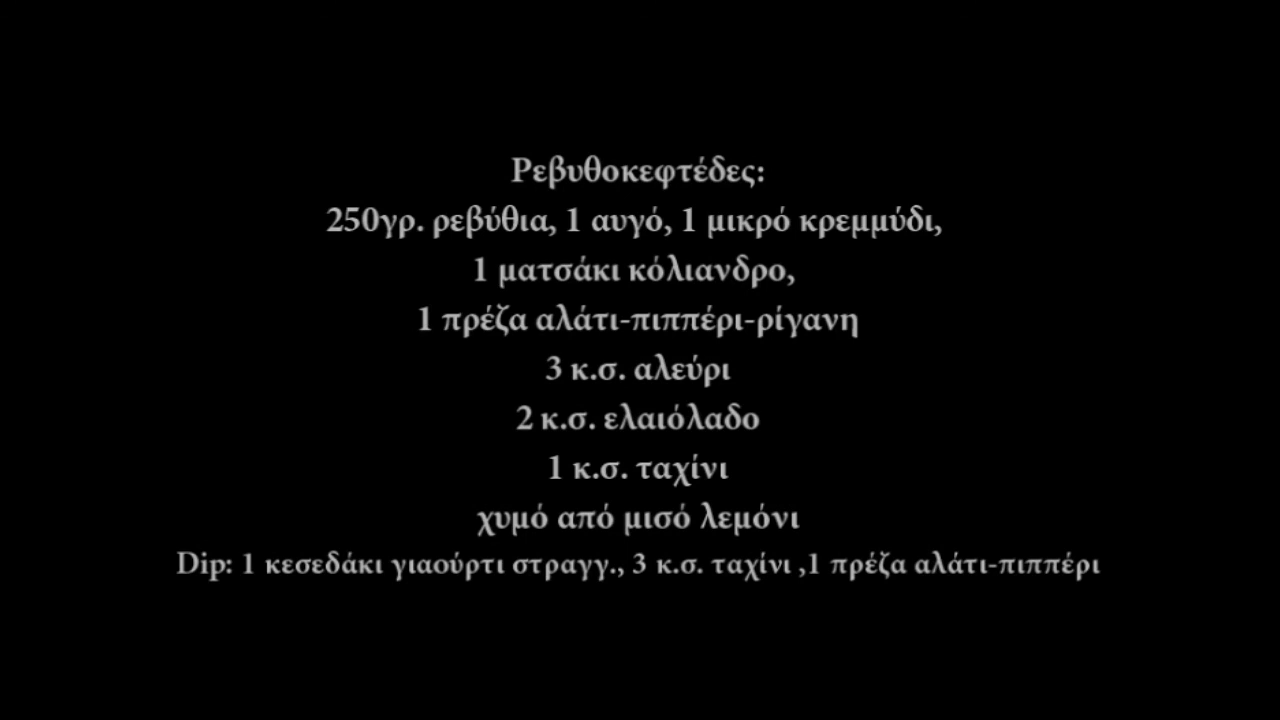 Ρεβυθοκεφτέδες:
250γρ. ρεβύθια, 1 αυγό, 1 μικρό κρεμμύδι,
1 ματσάκι κόλιανδρο,
1 πρέζα αλάτι-πιππέρι-ρίγανη
3 κ.σ. αλεύρι
2 κ.σ. ελαιόλαδο
1 κ.σ. ταχίνι
χυμό από μισό λεμόνι
Dip: 1 κεσεδάκι γιαούρτι στραγγ., 3 κ.σ. ταχίνι ,1 πρέζα αλάτι-πιππέρι